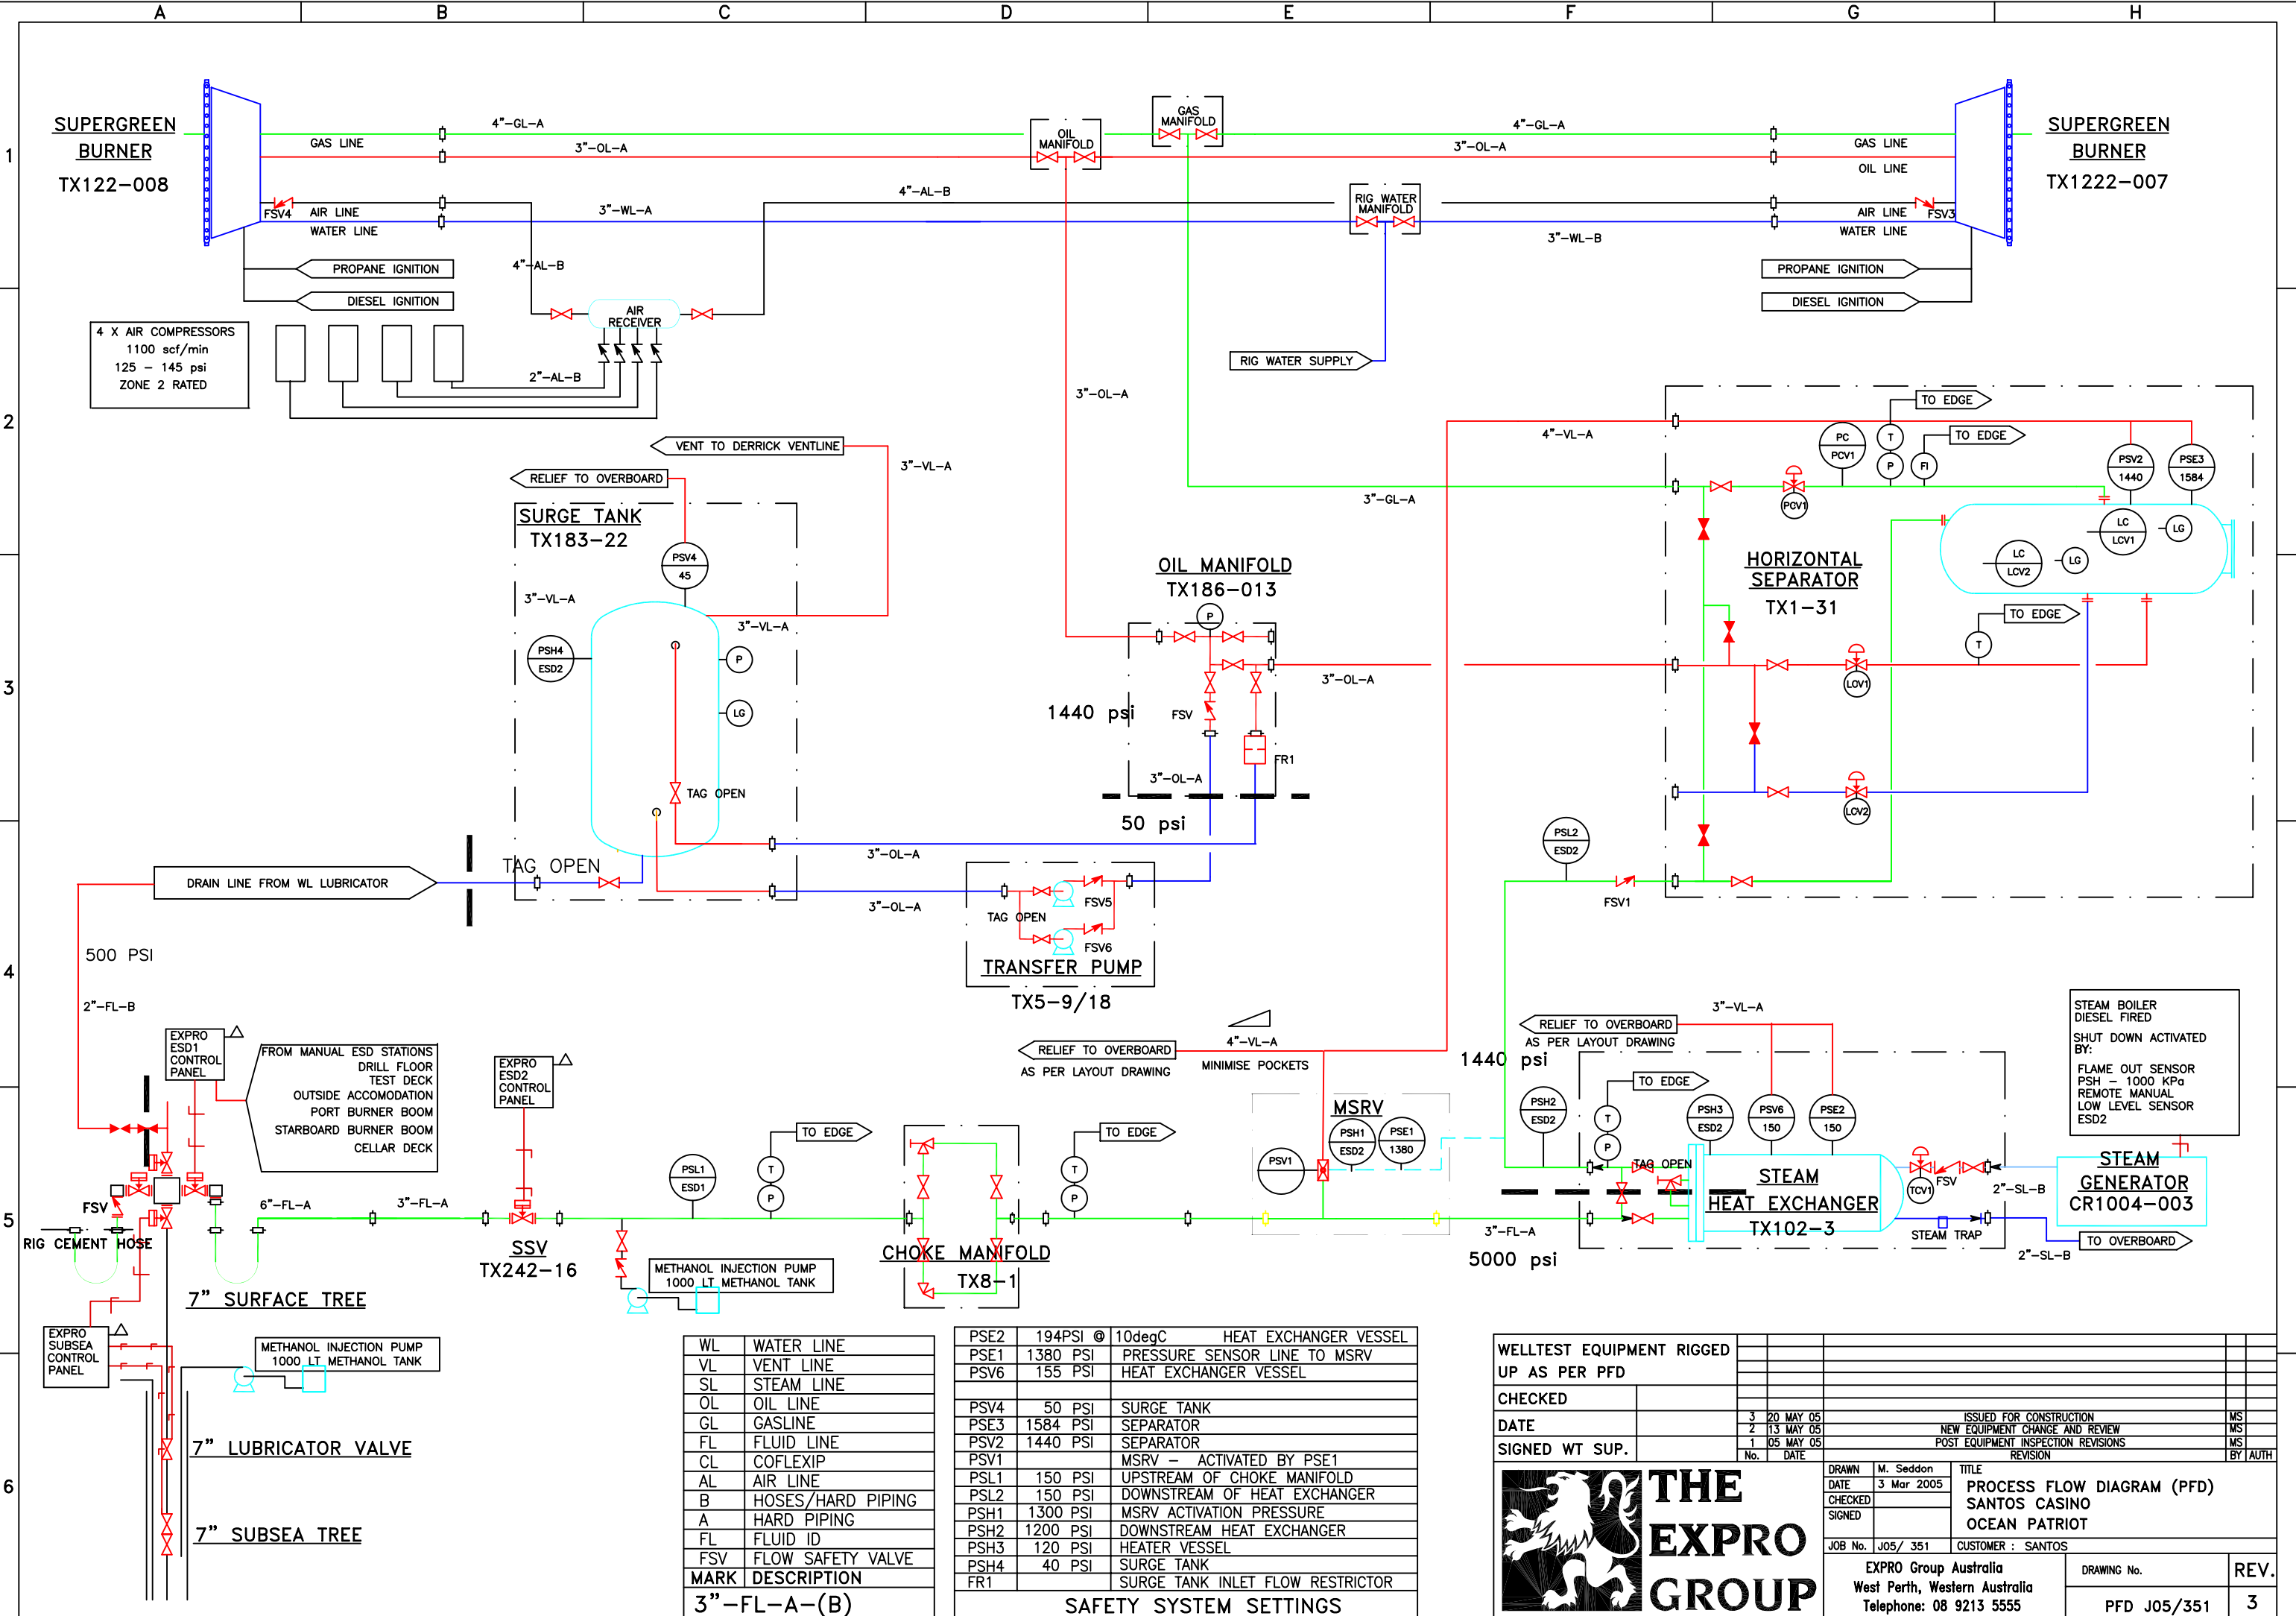 A B C D E F G H
1
2
3
4
5
6
SUPERGREEN
BURNER
TX122-008
4"-GL-A
GAS LINE
3"-OL-A
FSV4
AIR LINE
WATER LINE
3"-WL-A
4"-AL-B
4"-AL-B
PROPANE IGNITION
DIESEL IGNITION
OIL
MANIFOLD
GAS
MANIFOLD
4"-GL-A
3"-OL-A
RIG WATER
MANIFOLD
3"-WL-B
GAS LINE
OIL LINE
AIR LINE
FSV3
WATER LINE
SUPERGREEN
BURNER
TX1222-007
PROPANE IGNITION
DIESEL IGNITION
4 X AIR COMPRESSORS
1100 scf/min
125 - 145 psi
ZONE 2 RATED
AIR
RECEIVER
2"-AL-B
RIG WATER SUPPLY
3"-OL-A
VENT TO DERRICK VENTLINE
3"-VL-A
RELIEF TO OVERBOARD
SURGE TANK
TX183-22
PSV4
45
3"-VL-A
3"-VL-A
PSH4
ESD2
P
LG
TAG OPEN
3"-GL-A
4"-VL-A
TO EDGE
TO EDGE
PC
PCV1
T
P
FI
PSV2
1440
PSE3
1584
PCV1
LC
LCV1
LG
LC
LCV2
LG
HORIZONTAL
SEPARATOR
TX1-31
TO EDGE
T
LOV1
LCV2
OIL MANIFOLD
TX186-013
P
3"-OL-A
1440 psi
FSV
FR1
3"-OL-A
50 psi
3"-OL-A
3"-OL-A
TAG OPEN
DRAIN LINE FROM WL LUBRICATOR
TAG OPEN
FSV5
FSV6
TRANSFER PUMP
TX5-9/18
PSL2
ESD2
FSV1
500 PSI
2"-FL-B
EXPRO
ESD1
CONTROL
PANEL
FROM MANUAL ESD STATIONS
DRILL FLOOR
TEST DECK
OUTSIDE ACCOMODATION
PORT BURNER BOOM
STARBOARD BURNER BOOM
CELLAR DECK
EXPRO
ESD2
CONTROL
PANEL
RELIEF TO OVERBOARD
AS PER LAYOUT DRAWING
4"-VL-A
MINIMISE POCKETS
1440 psi
RELIEF TO OVERBOARD
AS PER LAYOUT DRAWING
3"-VL-A
STEAM BOILER
DIESEL FIRED
SHUT DOWN ACTIVATED
BY:
FLAME OUT SENSOR
PSH - 1000 KPa
REMOTE MANUAL
LOW LEVEL SENSOR
ESD2
FSV
RIG CEMENT HOSE
6"-FL-A
3"-FL-A
SSV
TX242-16
PSL1
ESD1
T
P
TO EDGE
METHANOL INJECTION PUMP
1000 LT METHANOL TANK
CHOKE MANIFOLD
TX8-1
T
P
TO EDGE
MSRV
PSV1
PSH1
ESD2
PSE1
1380
PSH2
ESD2
T
P
TO EDGE
PSH3
ESD2
PSV6
150
PSE2
150
TAG OPEN
STEAM
HEAT EXCHANGER
TX102-3
3"-FL-A
5000 psi
TCV1
FSV
2"-SL-B
STEAM TRAP
2"-SL-B
TO OVERBOARD
STEAM
GENERATOR
CR1004-003
7" SURFACE TREE
EXPRO
SUBSEA
CONTROL
PANEL
METHANOL INJECTION PUMP
1000 LT METHANOL TANK
7" LUBRICATOR VALVE
7" SUBSEA TREE
WL WATER LINE
VL VENT LINE
SL STEAM LINE
OL OIL LINE
GL GASLINE
FL FLUID LINE
CL COFLEXIP
AL AIR LINE
B HOSES/HARD PIPING
A HARD PIPING
FL FLUID ID
FSV FLOW SAFETY VALVE
MARK DESCRIPTION
3"-FL-A-(B)
PSE2 194PSI @ 10degC HEAT EXCHANGER VESSEL
PSE1 1380 PSI PRESSURE SENSOR LINE TO MSRV
PSV6 155 PSI HEAT EXCHANGER VESSEL
PSV4 50 PSI SURGE TANK
PSE3 1584 PSI SEPARATOR
PSV2 1440 PSI SEPARATOR
PSV1 MSRV - ACTIVATED BY PSE1
PSL1 150 PSI UPSTREAM OF CHOKE MANIFOLD
PSL2 150 PSI DOWNSTREAM OF HEAT EXCHANGER
PSH1 1300 PSI MSRV ACTIVATION PRESSURE
PSH2 1200 PSI DOWNSTREAM HEAT EXCHANGER
PSH3 120 PSI HEATER VESSEL
PSH4 40 PSI SURGE TANK
FR1 SURGE TANK INLET FLOW RESTRICTOR
SAFETY SYSTEM SETTINGS
WELLTEST EQUIPMENT RIGGED
UP AS PER PFD
CHECKED
DATE
SIGNED WT SUP.
3 20 MAY 05 ISSUED FOR CONSTRUCTION MS
2 13 MAY 05 NEW EQUIPMENT CHANGE AND REVIEW MS
1 05 MAY 05 POST EQUIPMENT INSPECTION REVISIONS MS
No. DATE REVISION BY AUTH
THE
EXPRO
GROUP
DRAWN M. Seddon
DATE 3 Mar 2005
CHECKED
SIGNED
TITLE
PROCESS FLOW DIAGRAM (PFD)
SANTOS CASINO
OCEAN PATRIOT
JOB No. J05/ 351 CUSTOMER : SANTOS
EXPRO Group Australia
West Perth, Western Australia
Telephone: 08 9213 5555
DRAWING No.
PFD J05/351
REV.
3